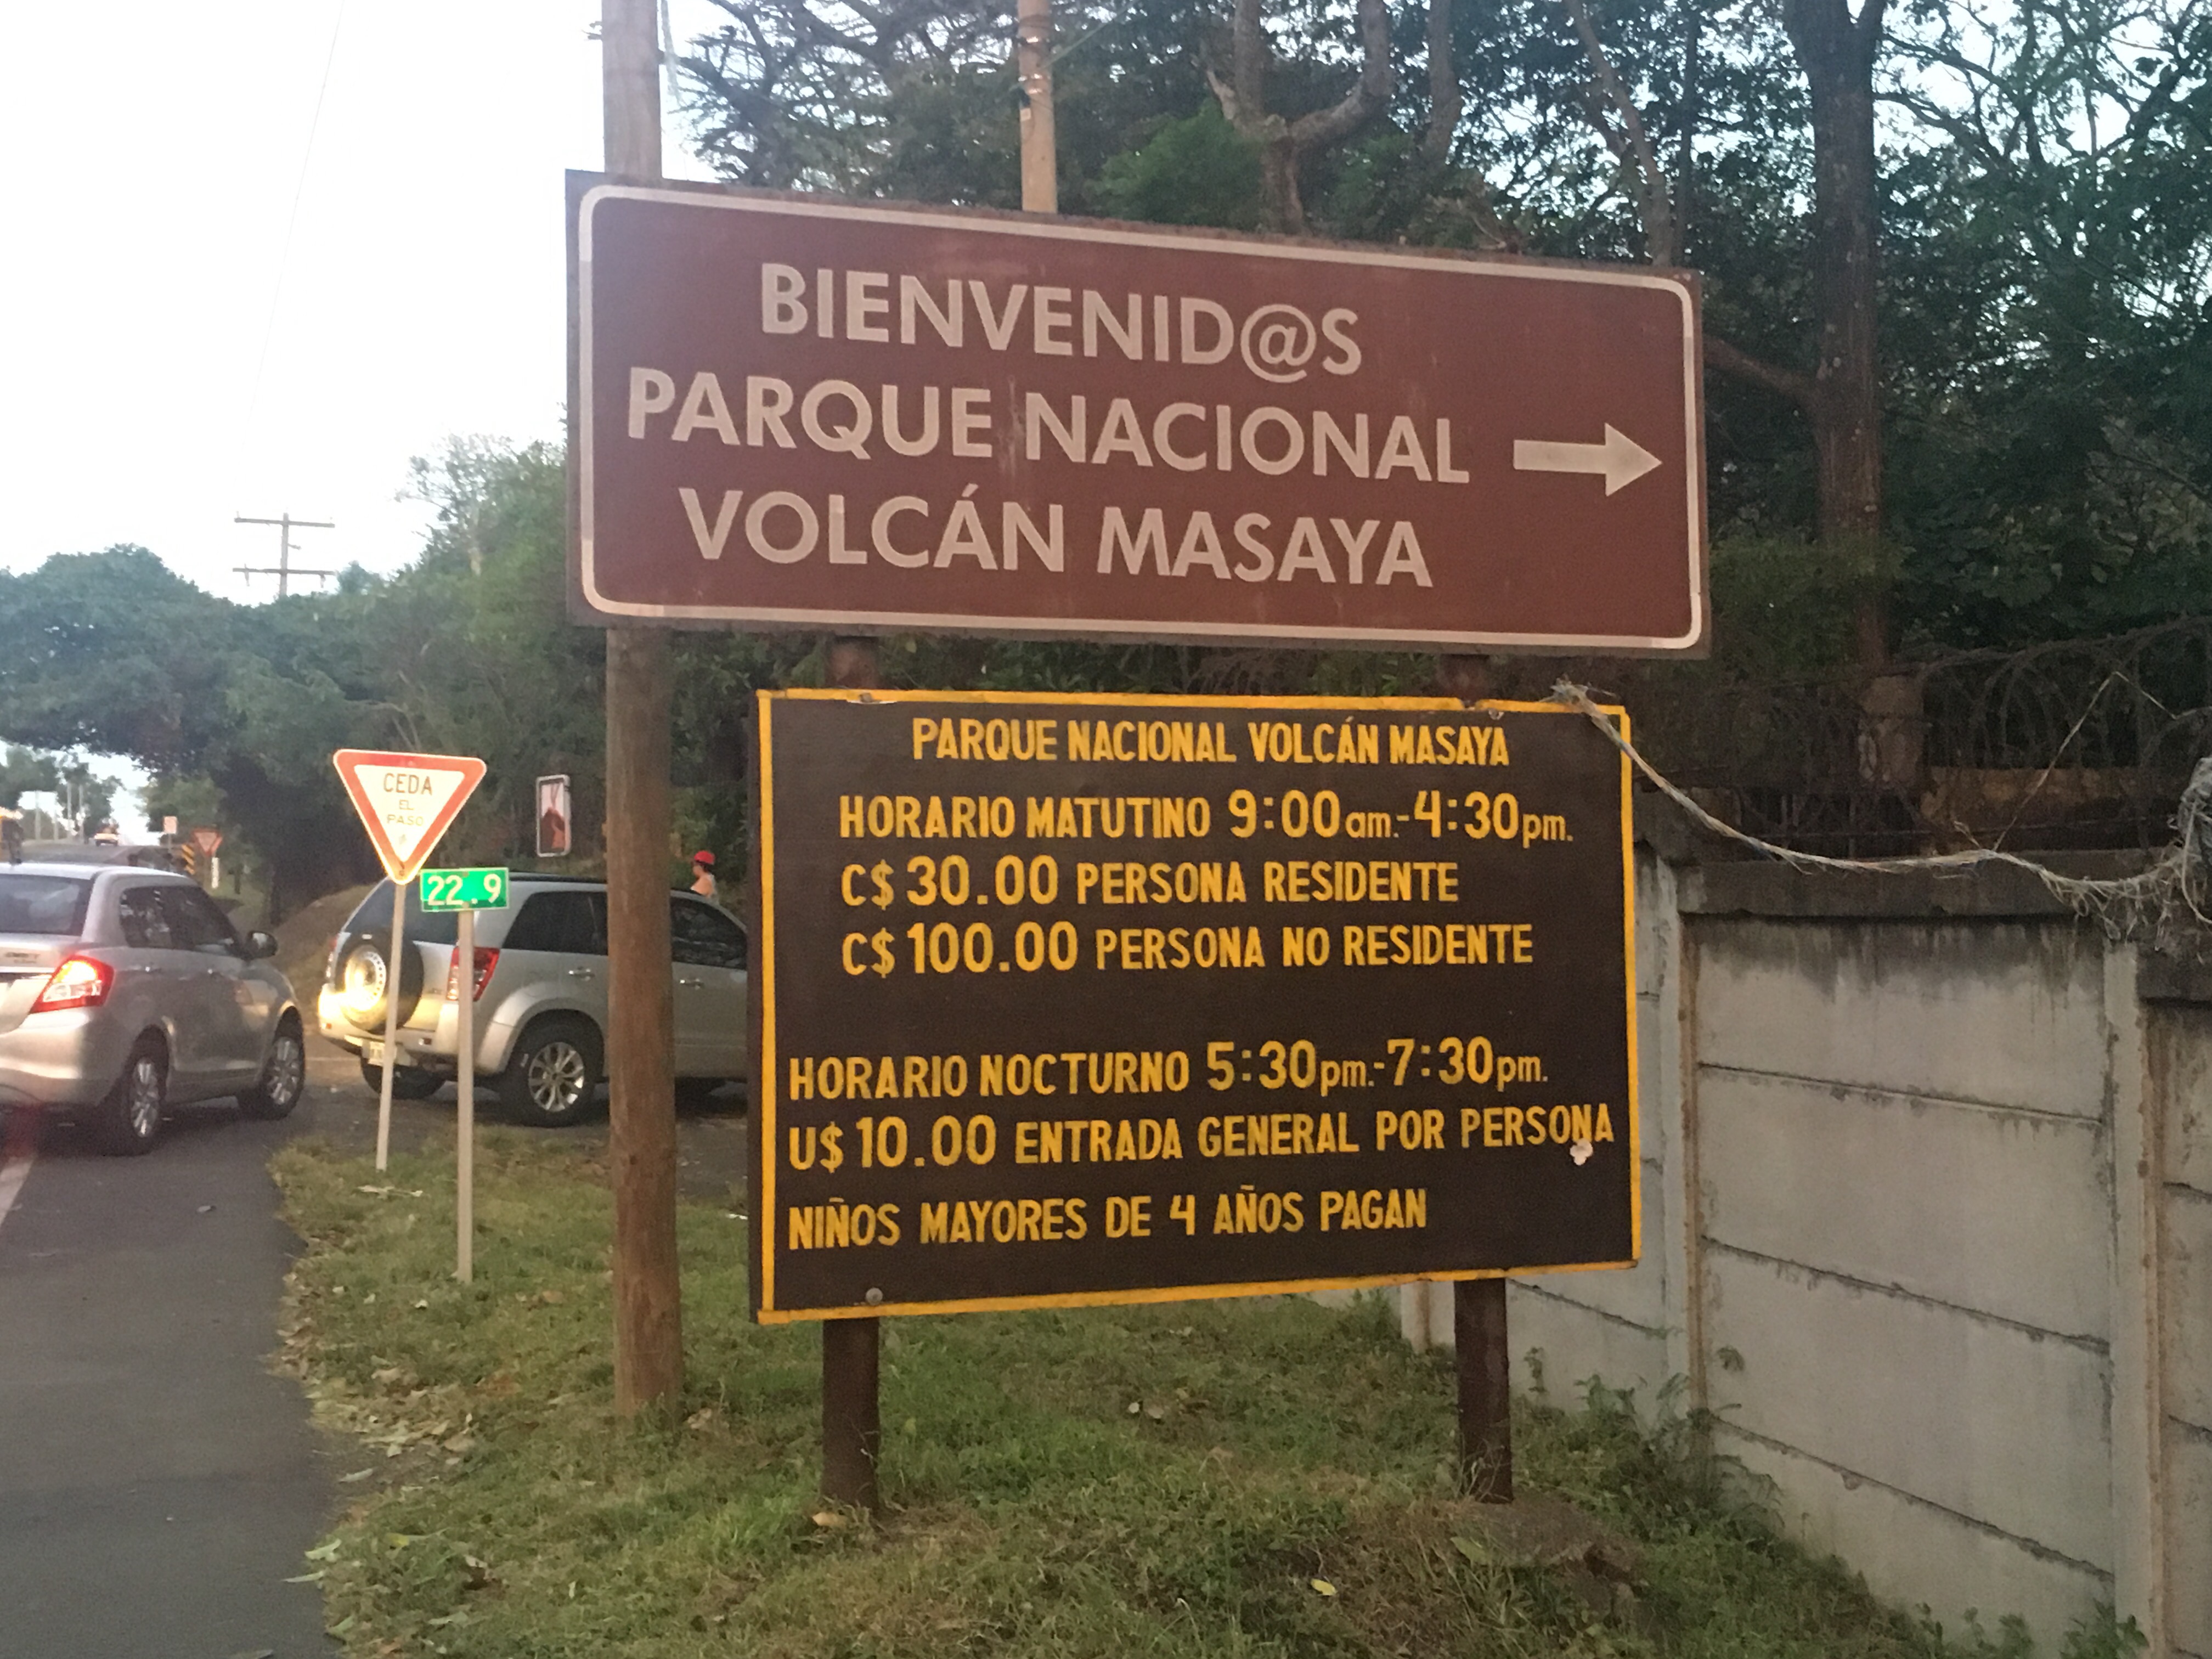 BIENVENID@S
PARQUE NACIONAL
VOLCÁN MASAYA
PARQUE NACIONAL VOLCÁN MASAYA
HORARIO MATUTINO 9:00am.-4:30pm.
C$ 30.00 PERSONA RESIDENTE
C$ 100.00 PERSONA NO RESIDENTE
HORARIO NOCTURNO 5:30pm.-7:30pm.
U$ 10.00 ENTRADA GENERAL POR PERSONA
NIÑOS MAYORES DE 4 AÑOS PAGAN
CEDA
EL
PASO
22.9